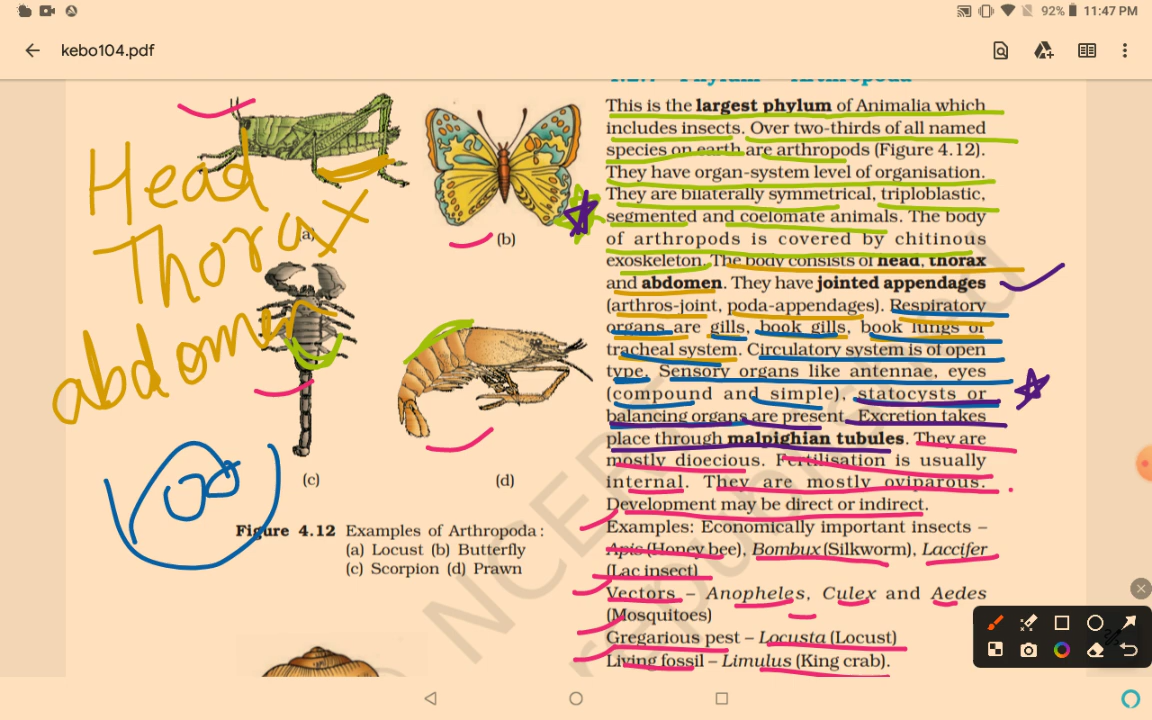 92% 11:47 PM
kebo104.pdf
Phylum – Arthropoda
This is the largest phylum of Animalia which
includes insects. Over two-thirds of all named
species on earth are arthropods (Figure 4.12).
They have organ-system level of organisation.
They are bilaterally symmetrical, triploblastic,
segmented and coelomate animals. The body
of arthropods is covered by chitinous
exoskeleton. The body consists of head, thorax
and abdomen. They have jointed appendages
(arthros-joint, poda-appendages). Respiratory
organs are gills, book gills, book lungs or
tracheal system. Circulatory system is of open
type. Sensory organs like antennae, eyes
(compound and simple), statocysts or
balancing organs are present. Excretion takes
place through malpighian tubules. They are
mostly dioecious. Fertilisation is usually
internal. They are mostly oviparous.
Development may be direct or indirect.
Examples: Economically important insects –
Apis (Honey bee), Bombyx (Silkworm), Laccifer
(Lac insect)
Vectors – Anopheles, Culex and Aedes
(Mosquitoes)
Gregarious pest – Locusta (Locust)
Living fossil – Limulus (King crab).
Head
Thorax
abdomen
(a)
(b)
(c)
(d)
Figure 4.12 Examples of Arthropoda :
(a) Locust (b) Butterfly
(c) Scorpion (d) Prawn